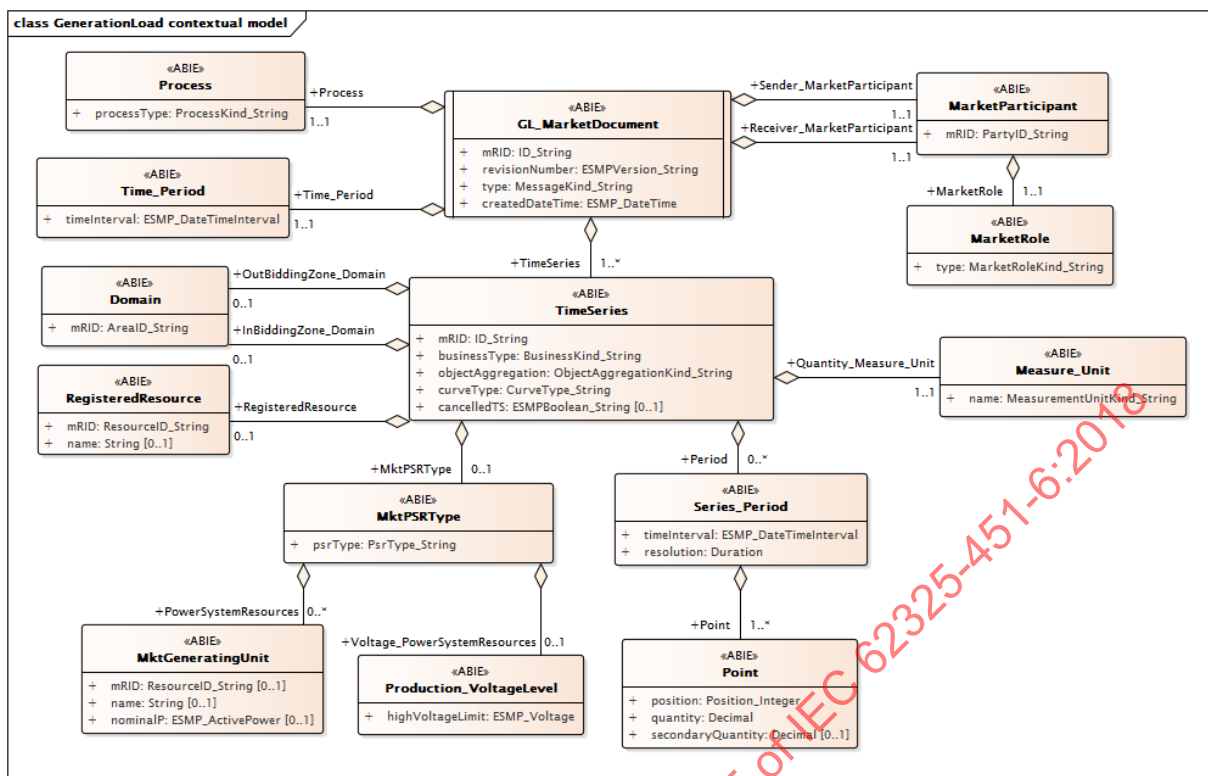 class GenerationLoad contextual model
«ABIE»
Process
+ processType: ProcessKind_String
+Process
1..1
«ABIE»
GL_MarketDocument
+ mRID: ID_String
+ revisionNumber: ESMPVersion_String
+ type: MessageKind_String
+ createdDateTime: ESMP_DateTime
+Sender_MarketParticipant
1..1
+Receiver_MarketParticipant
1..1
«ABIE»
MarketParticipant
+ mRID: PartyID_String
+MarketRole
1..1
«ABIE»
MarketRole
+ type: MarketRoleKind_String
«ABIE»
Time_Period
+ timeInterval: ESMP_DateTimeInterval
+Time_Period
1..1
+TimeSeries
1..*
«ABIE»
Domain
+ mRID: AreaID_String
+OutBiddingZone_Domain
0..1
+InBiddingZone_Domain
0..1
«ABIE»
TimeSeries
+ mRID: ID_String
+ businessType: BusinessKind_String
+ objectAggregation: ObjectAggregationKind_String
+ curveType: CurveType_String
+ cancelledTS: ESMPBoolean_String [0..1]
+Quantity_Measure_Unit
1..1
«ABIE»
Measure_Unit
+ name: MeasurementUnitKind_String
«ABIE»
RegisteredResource
+ mRID: ResourceID_String
+ name: String [0..1]
+RegisteredResource
0..1
+MktPSRType
0..1
+Period
0..*
«ABIE»
MktPSRType
+ psrType: PsrType_String
«ABIE»
Series_Period
+ timeInterval: ESMP_DateTimeInterval
+ resolution: Duration
+PowerSystemResources
0..*
+Voltage_PowerSystemResources
0..1
+Point
1..*
«ABIE»
MktGeneratingUnit
+ mRID: ResourceID_String [0..1]
+ name: String [0..1]
+ nominalP: ESMP_ActivePower [0..1]
«ABIE»
Production_VoltageLevel
+ highVoltageLimit: ESMP_Voltage
«ABIE»
Point
+ position: Position_Integer
+ quantity: Decimal
+ secondaryQuantity: Decimal [0..1]
of IEC 62325-451-6:2018